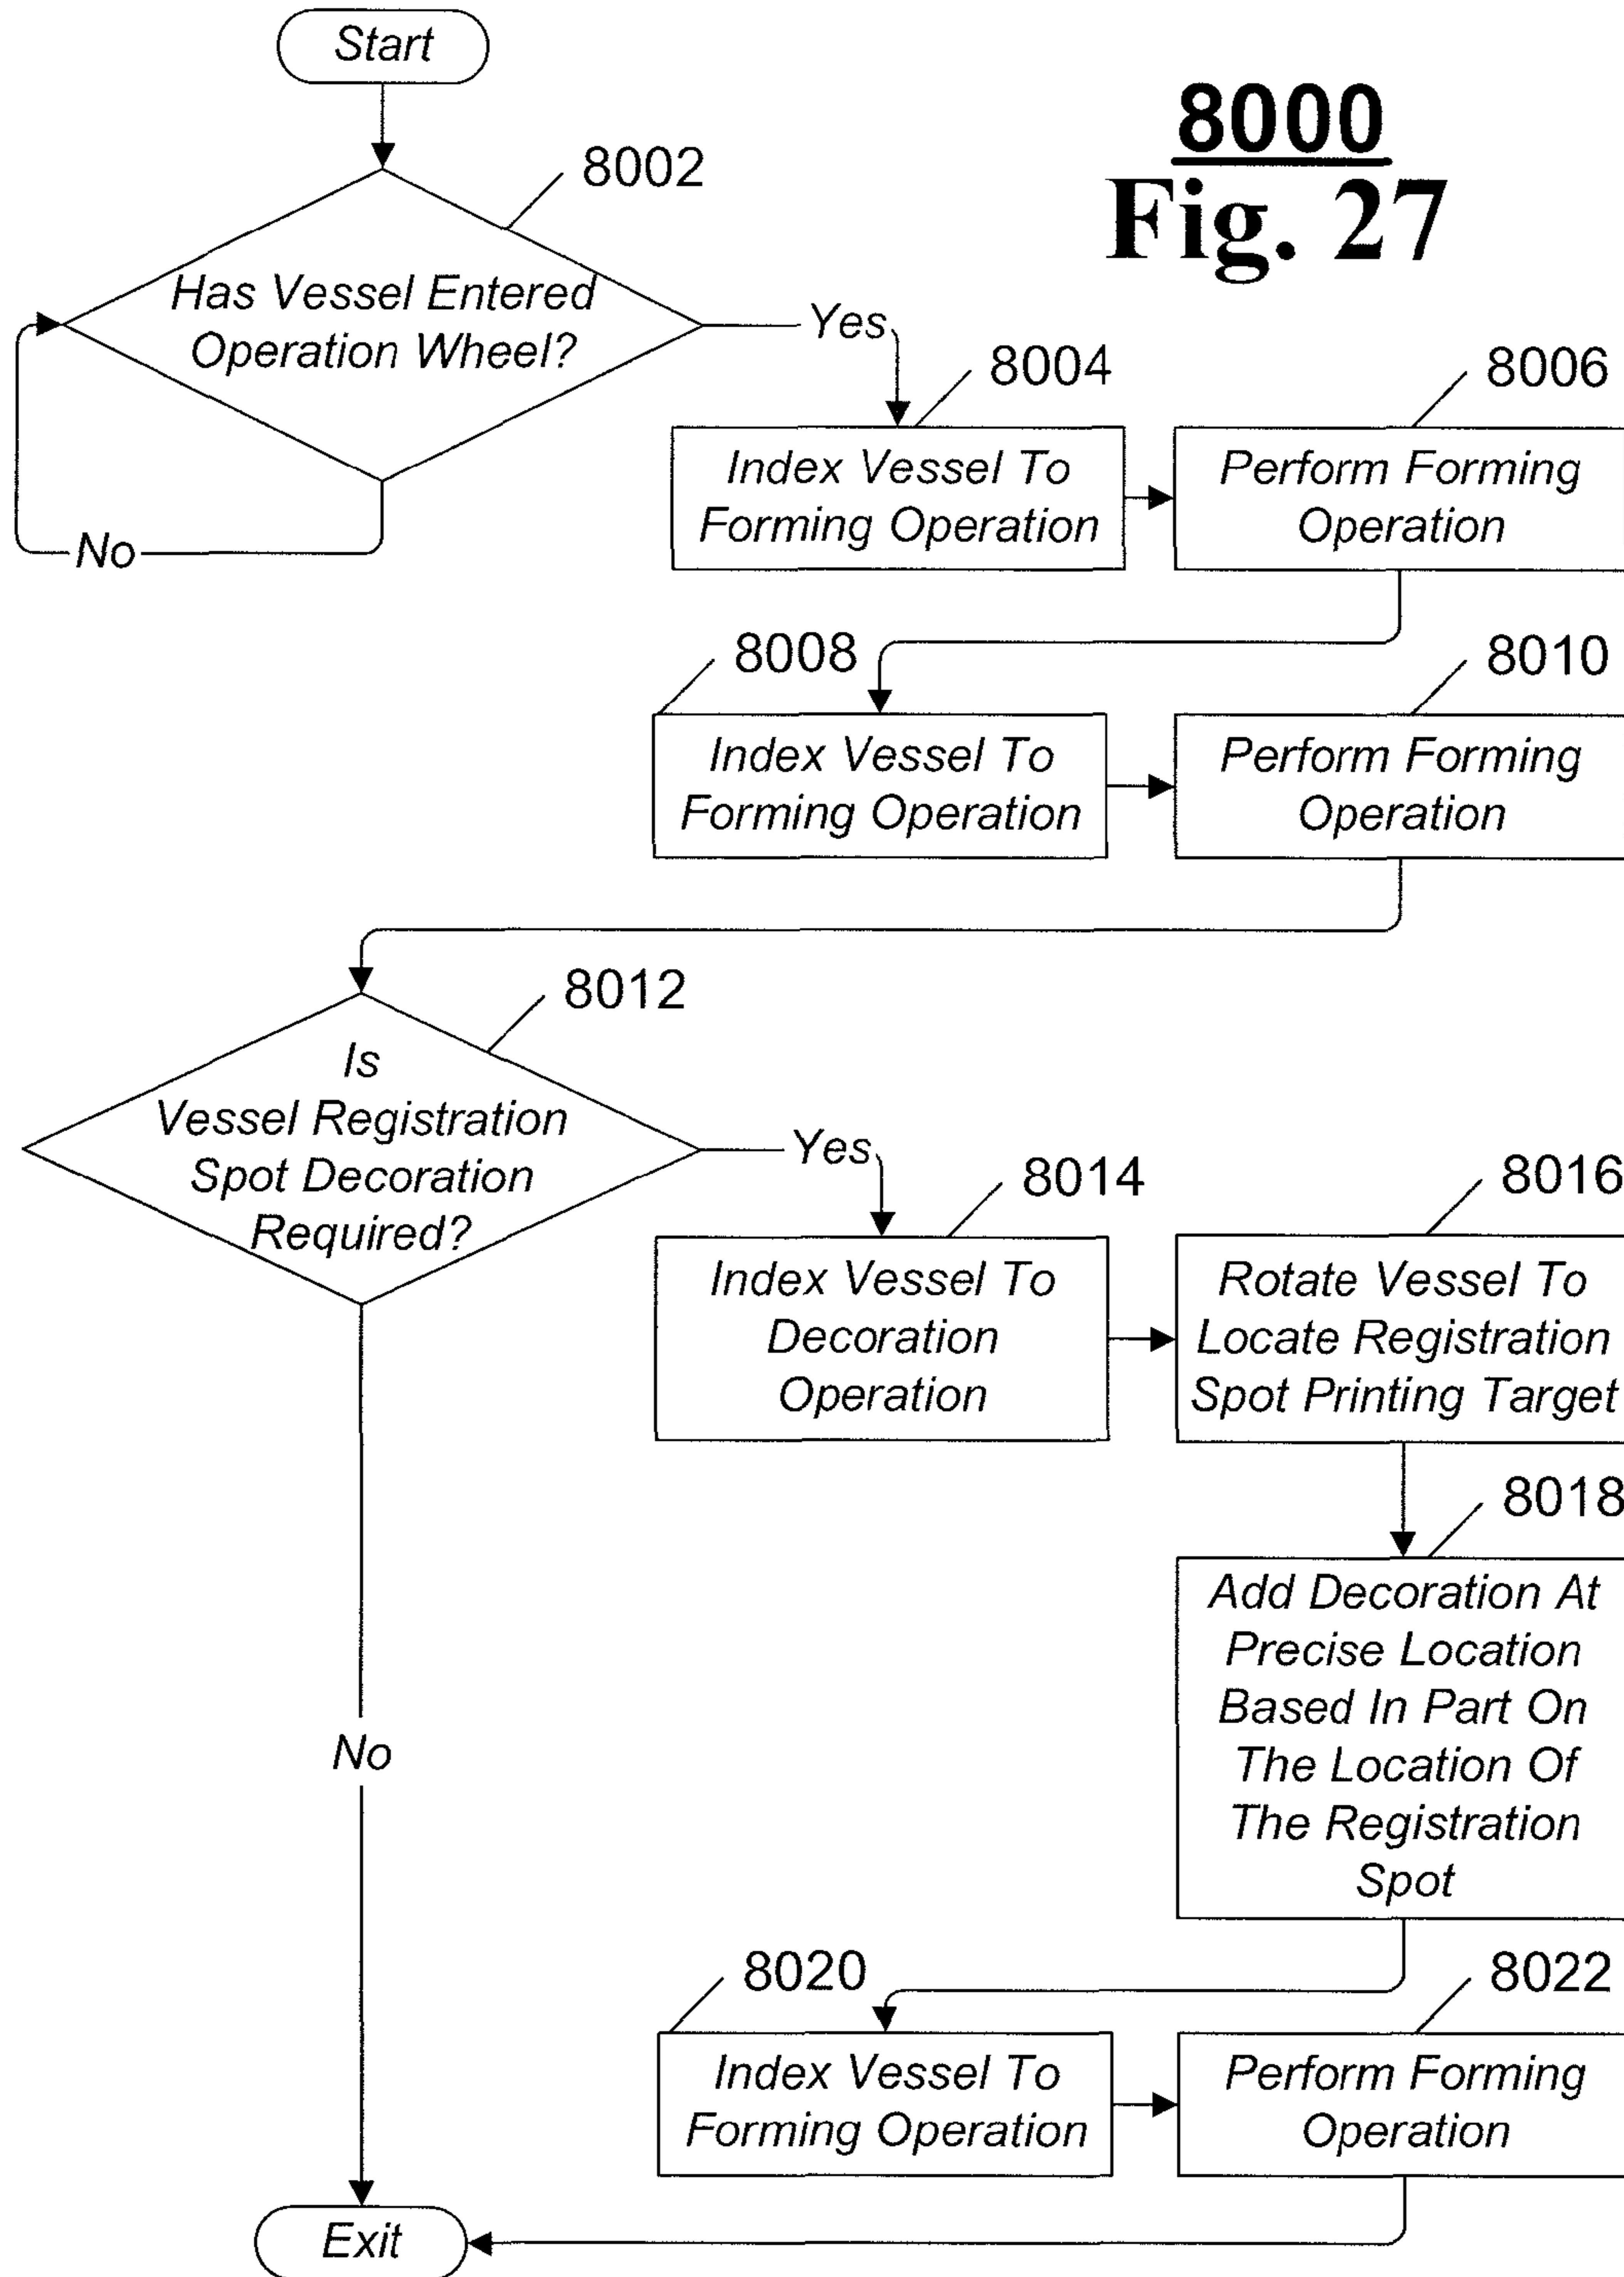 Start
8000
Fig. 27
8002
Has Vessel Entered
Operation Wheel?
Yes
No
8004
Index Vessel To
Forming Operation
8006
Perform Forming
Operation
8008
Index Vessel To
Forming Operation
8010
Perform Forming
Operation
8012
Is
Vessel Registration
Spot Decoration
Required?
Yes
No
8014
Index Vessel To
Decoration
Operation
8016
Rotate Vessel To
Locate Registration
Spot Printing Target
8018
Add Decoration At
Precise Location
Based In Part On
The Location Of
The Registration
Spot
8020
Index Vessel To
Forming Operation
8022
Perform Forming
Operation
Exit